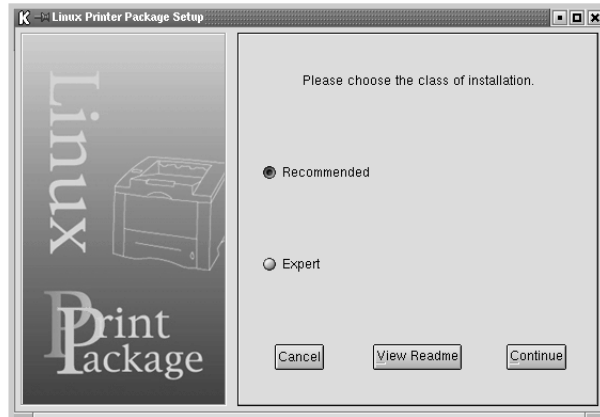 Linux Printer Package Setup
Linux
Print
Package
Please choose the class of installation.
Recommended
Expert
Cancel
View Readme
Continue